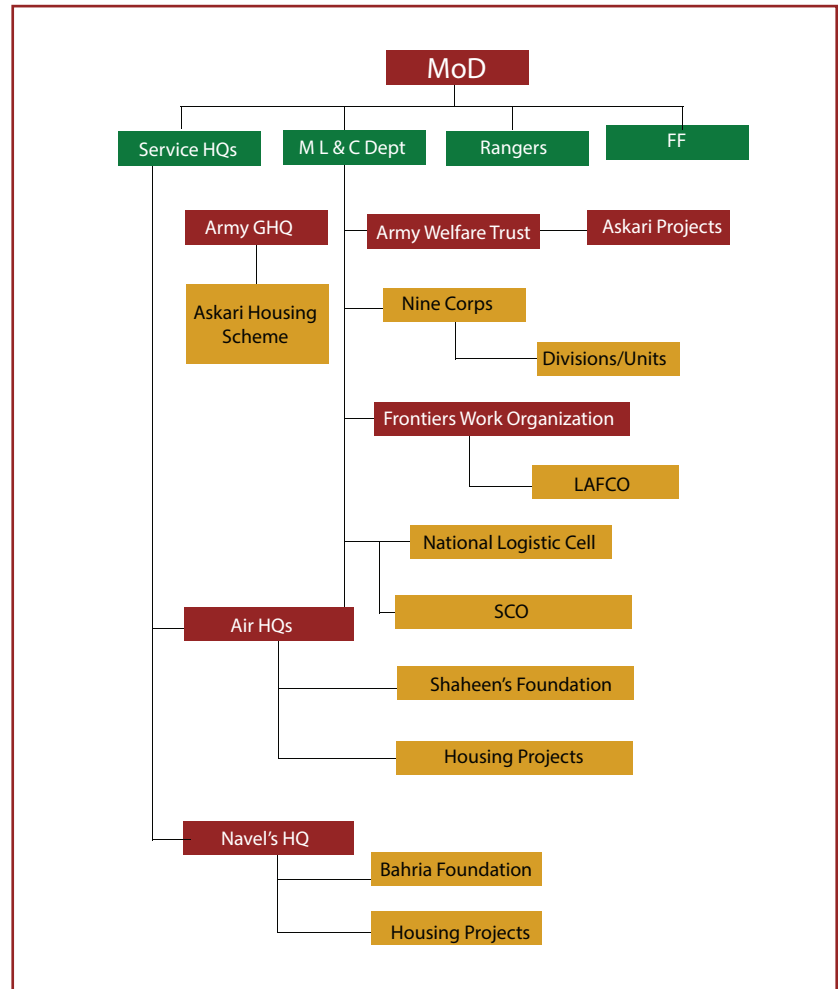 MoD
Service HQs
M L & C Dept
Rangers
FF
Army GHQ
Army Welfare Trust
Askari Projects
Askari Housing
Scheme
Nine Corps
Divisions/Units
Frontiers Work Organization
LAFCO
National Logistic Cell
SCO
Air HQs
Shaheen's Foundation
Housing Projects
Navel's HQ
Bahria Foundation
Housing Projects